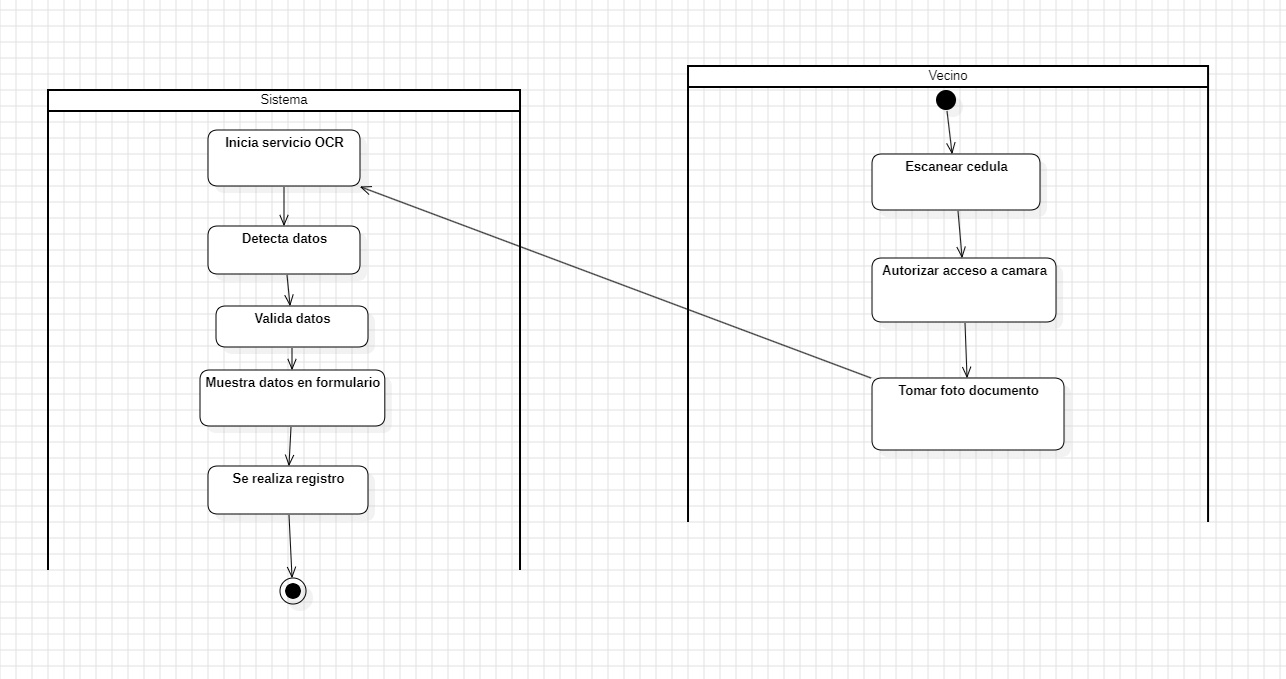 Sistema
Inicia servicio OCR
Detecta datos
Valida datos
Muestra datos en formulario
Se realiza registro
Vecino
Escanear cedula
Autorizar acceso a camara
Tomar foto documento